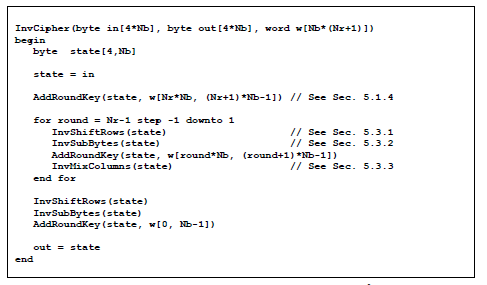 InvCipher(byte in[4*Nb], byte out[4*Nb], word w[Nb*(Nr+1)])
begin
byte state[4,Nb]
state = in
AddRoundKey(state, w[Nr*Nb, (Nr+1)*Nb-1]) // See Sec. 5.1.4
for round = Nr-1 step -1 downto 1
InvShiftRows(state) // See Sec. 5.3.1
InvSubBytes(state) // See Sec. 5.3.2
AddRoundKey(state, w[round*Nb, (round+1)*Nb-1])
InvMixColumns(state) // See Sec. 5.3.3
end for
InvShiftRows(state)
InvSubBytes(state)
AddRoundKey(state, w[0, Nb-1])
out = state
end